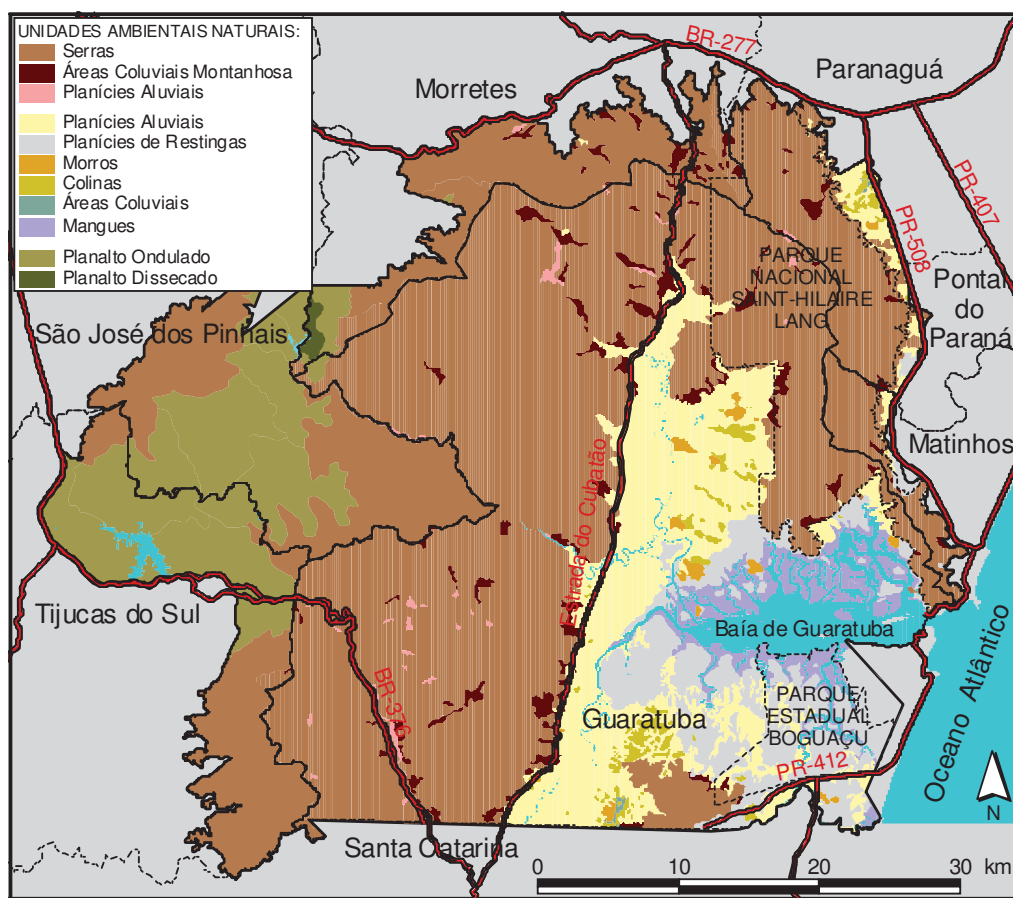 UNIDADES AMBIENTAIS NATURAIS:
Serras
Áreas Coluviais Montanhosa
Planícies Aluviais
Planícies Aluviais
Planícies de Restingas
Morros
Colinas
Áreas Coluviais
Mangues
Planalto Ondulado
Planalto Dissecado
BR-277
Morretes
Paranaguá
PR-407
PR-508
PARQUE
NACIONAL
SAINT-HILAIRE
LANG
Pontal
do
Paraná
São José dos Pinhais
Matinhos
Estrada do Cubatão
Tijucas do Sul
Baía de Guaratuba
BR-376
Guaratuba
PARQUE
ESTADUAL
BOGUAÇU
PR-412
Oceano Atlântico
N
Santa Catarina
0 10 20 30 km